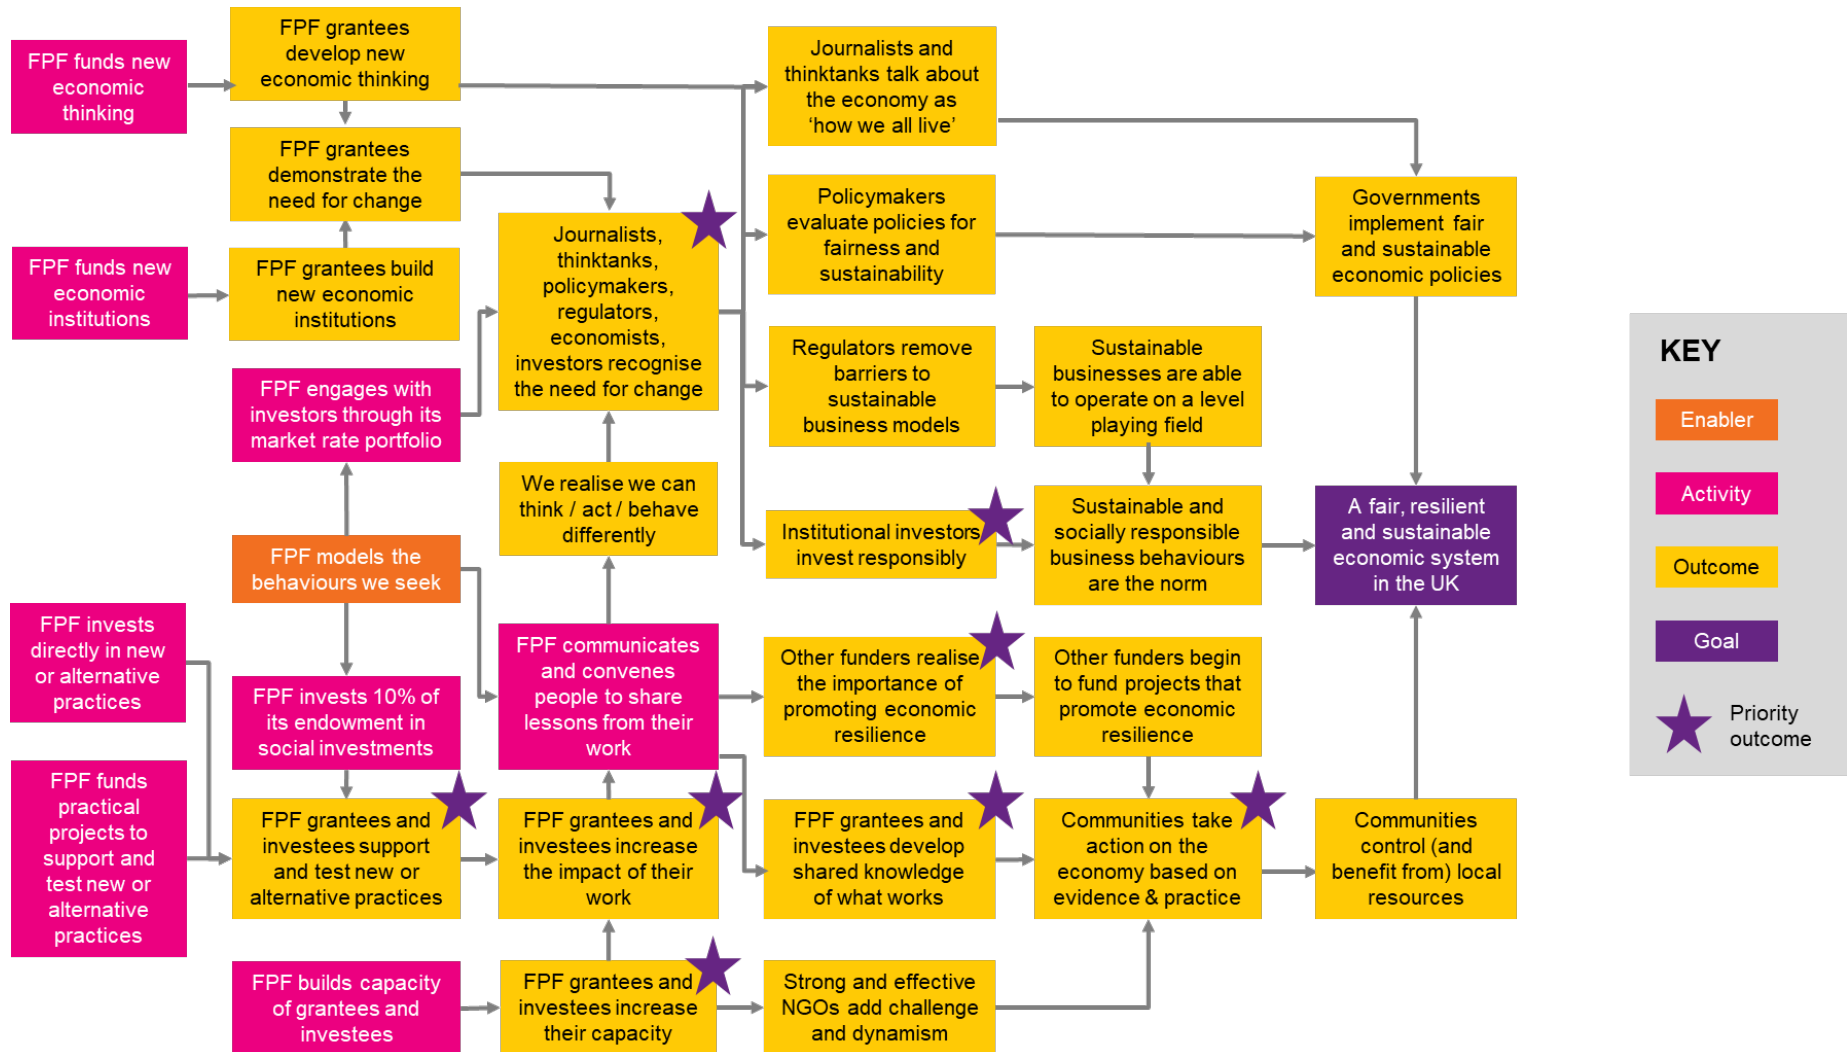 FPF funds new
economic
thinking
FPF grantees
develop new
economic thinking
Journalists and
thinktanks talk about
the economy as
‘how we all live’
FPF grantees
demonstrate the
need for change
FPF funds new
economic
institutions
FPF grantees build
new economic
institutions
Journalists,
thinktanks,
policymakers,
regulators,
economists,
investors recognise
the need for change
Policymakers
evaluate policies for
fairness and
sustainability
Governments
implement fair
and sustainable
economic policies
FPF engages with
investors through its
market rate portfolio
Regulators remove
barriers to
sustainable
business models
Sustainable
businesses are able
to operate on a level
playing field
We realise we can
think / act / behave
differently
FPF models the
behaviours we seek
Institutional investors
invest responsibly
Sustainable and
socially responsible
business behaviours
are the norm
A fair, resilient
and sustainable
economic system
in the UK
FPF invests
directly in new
or alternative
practices
FPF invests 10% of
its endowment in
social investments
FPF communicates
and convenes
people to share
lessons from their
work
Other funders realise
the importance of
promoting economic
resilience
Other funders begin
to fund projects that
promote economic
resilience
FPF funds
practical
projects to
support and
test new or
alternative
practices
FPF grantees and
investees support
and test new or
alternative practices
FPF grantees and
investees increase
the impact of their
work
FPF grantees and
investees develop
shared knowledge
of what works
Communities take
action on the
economy based on
evidence & practice
Communities
control (and
benefit from) local
resources
FPF builds capacity
of grantees and
investees
FPF grantees and
investees increase
their capacity
Strong and effective
NGOs add challenge
and dynamism
KEY
Enabler
Activity
Outcome
Goal
Priority
outcome